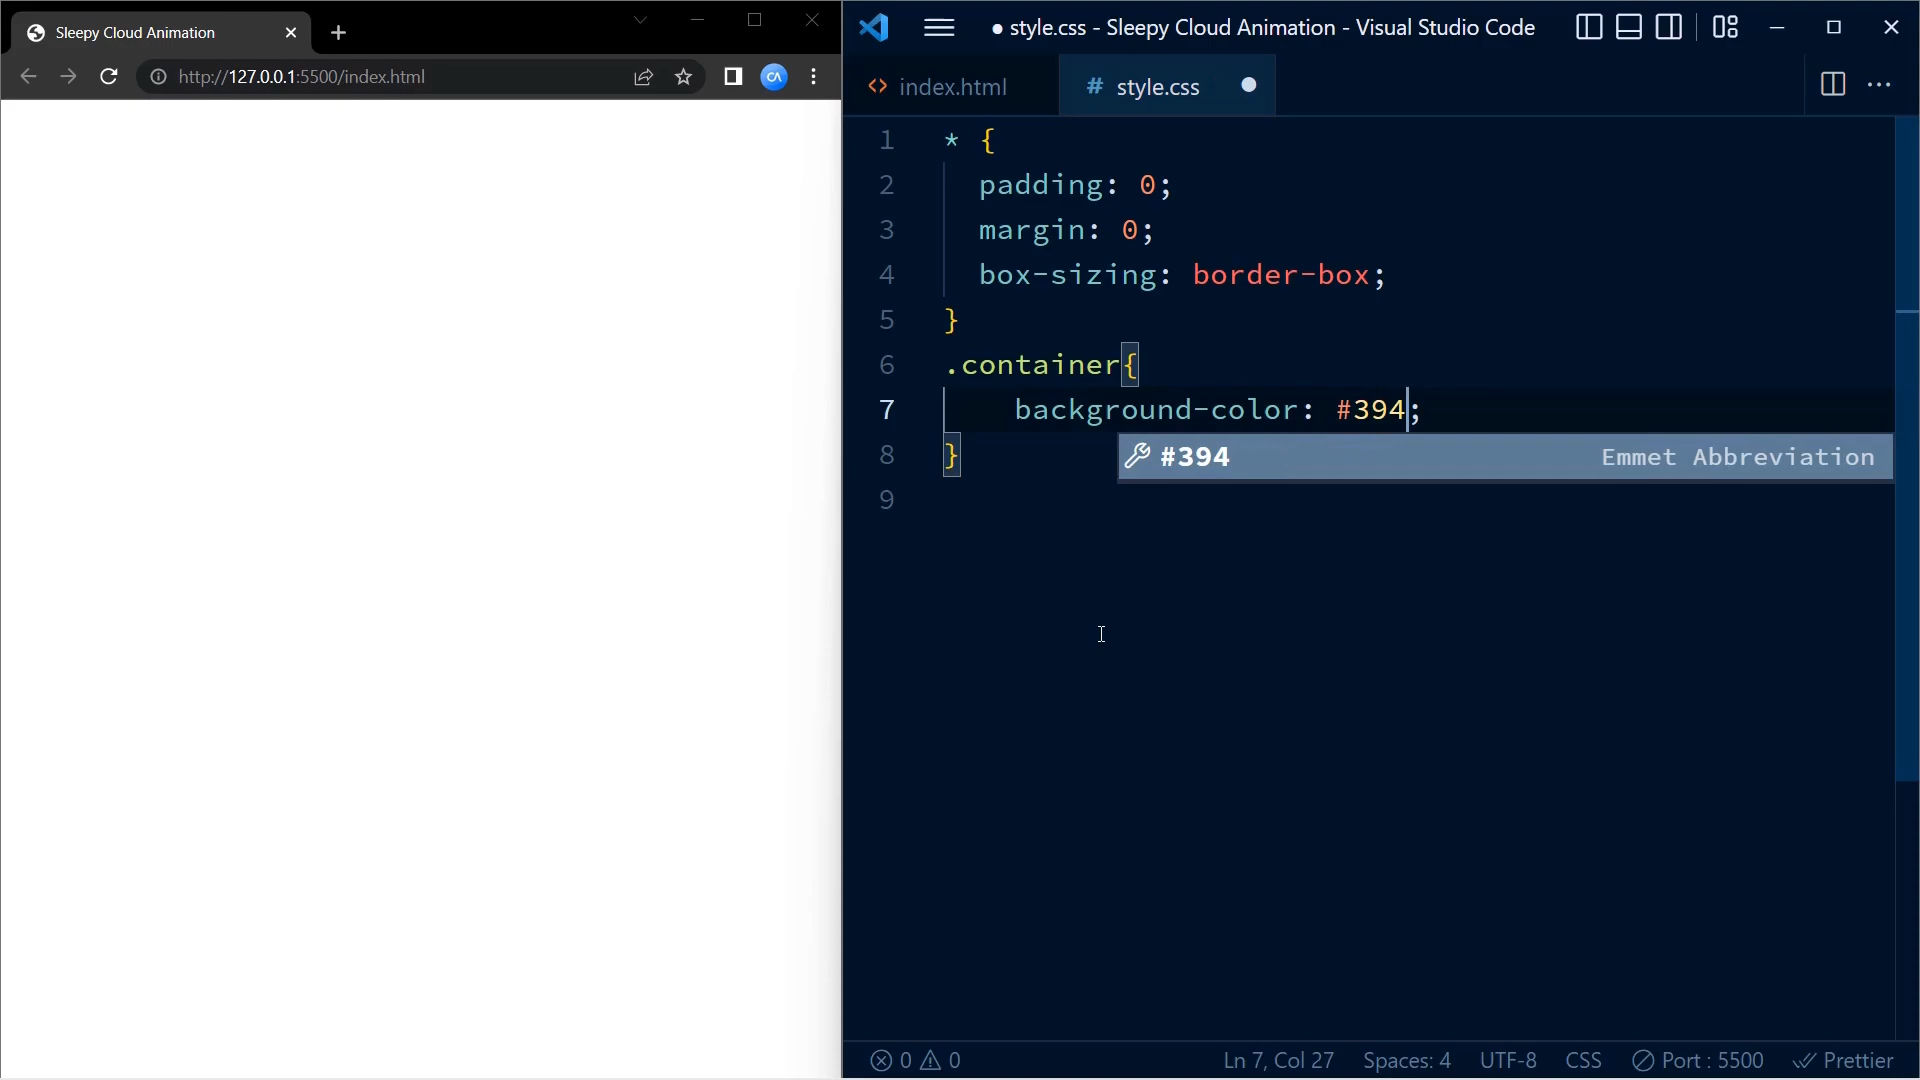 Sleepy Cloud Animation
http://127.0.0.1:5500/index.html
CA
● style.css - Sleepy Cloud Animation - Visual Studio Code
<> index.html
# style.css
1 * {
2 padding: 0;
3 margin: 0;
4 box-sizing: border-box;
5 }
6 .container{
7 background-color: #394;
8 }
#394 Emmet Abbreviation
9
0 0
Ln 7, Col 27 Spaces: 4 UTF-8 CSS Port : 5500 Prettier